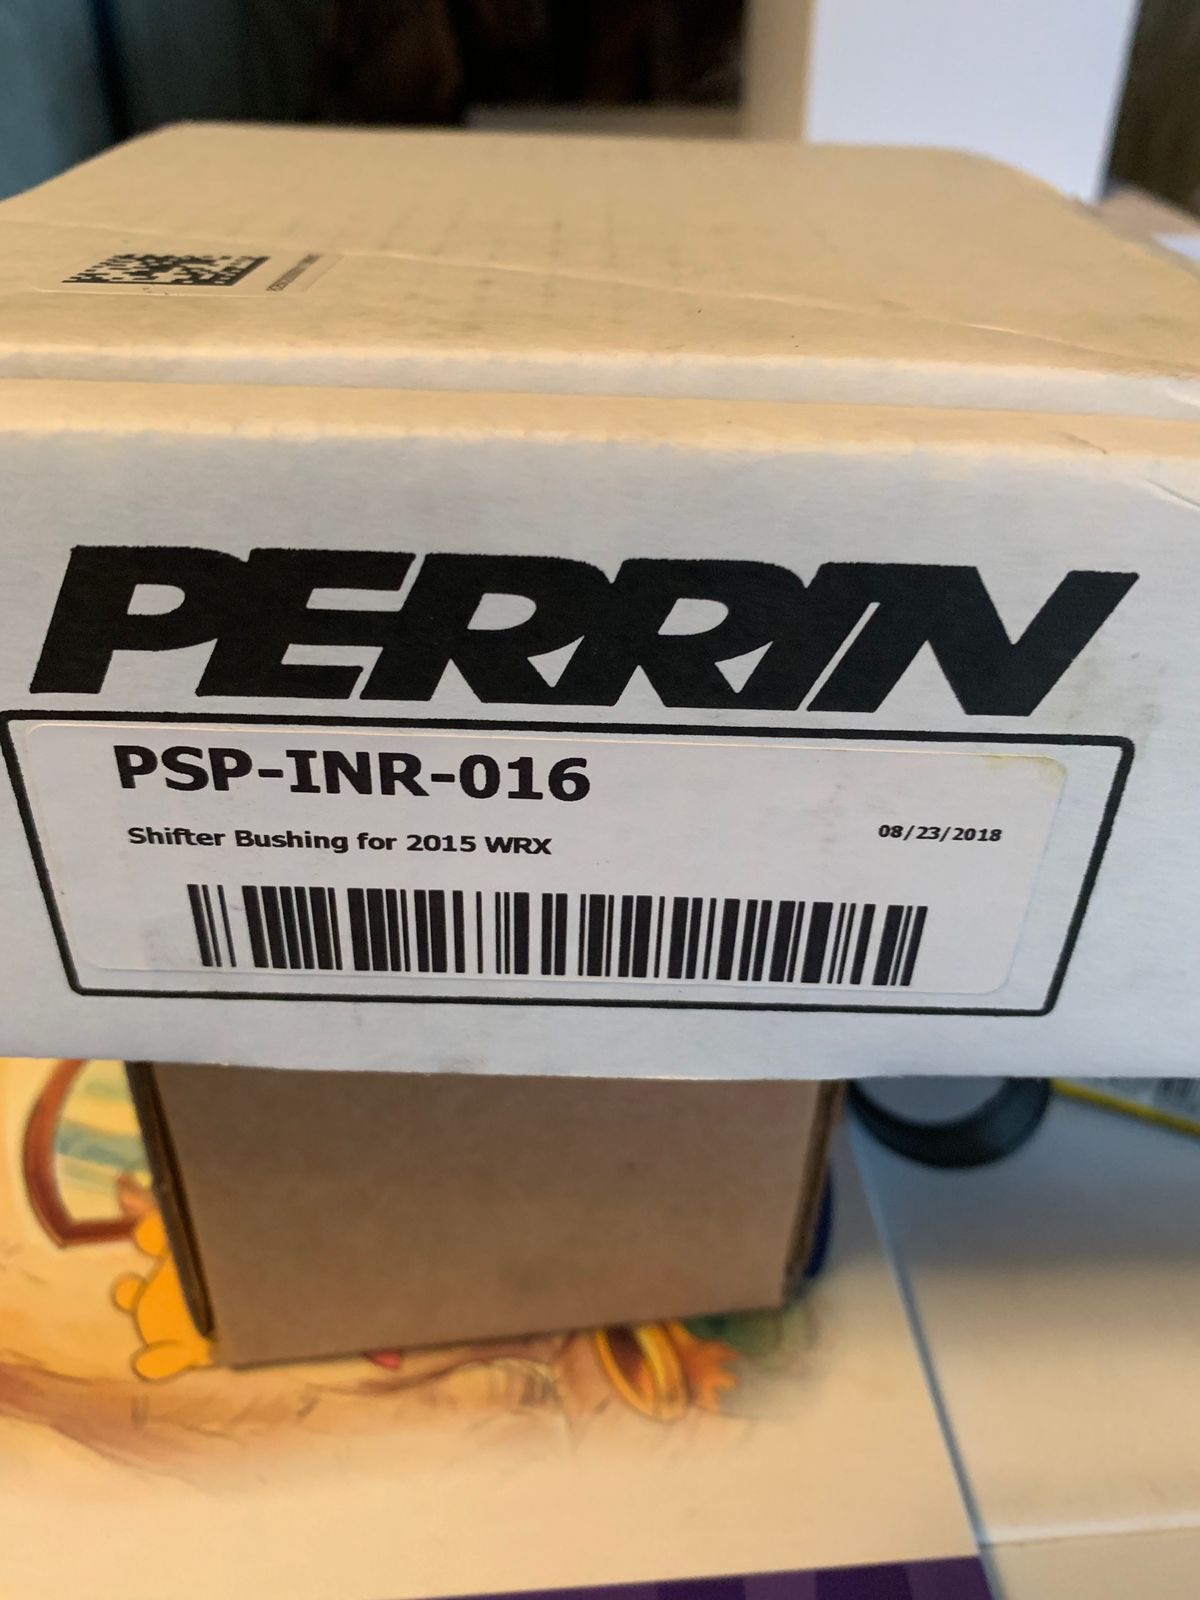 PERRIN
PSP-INR-016
Shifter Bushing for 2015 WRX
08/23/2018